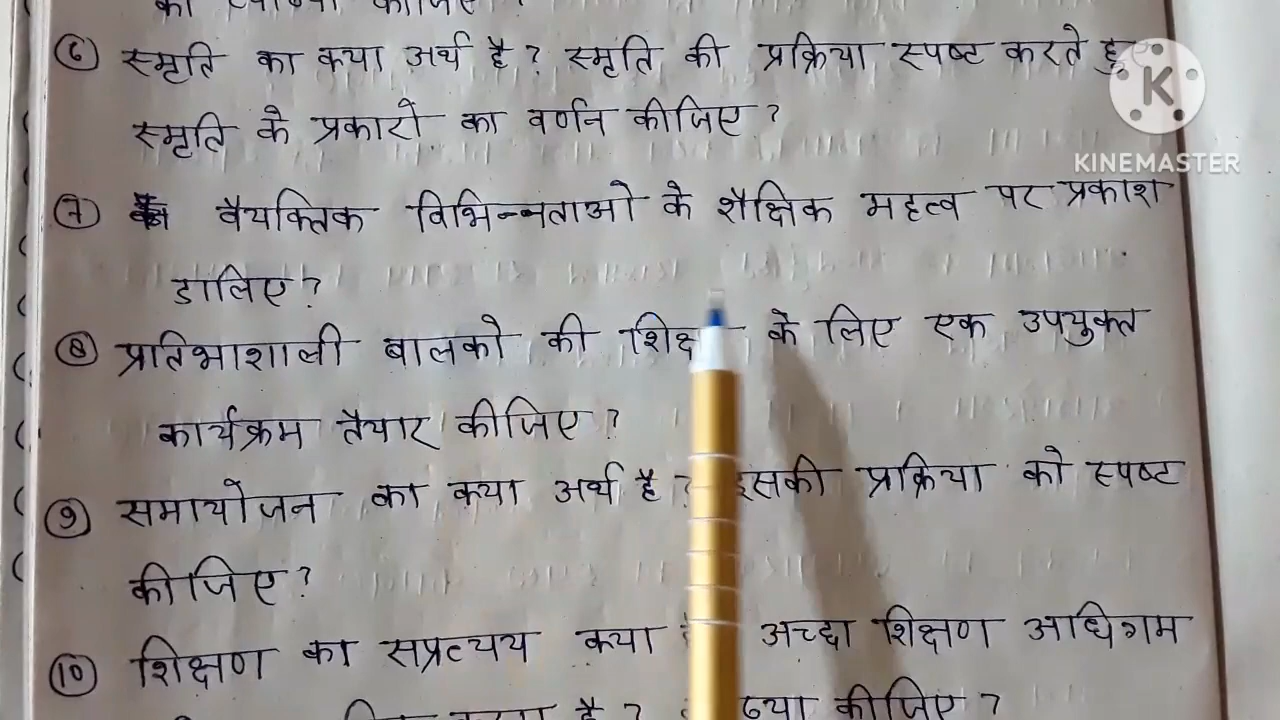 का व्याख्या कीजिए ?
⑥ स्मृति का क्या अर्थ है ? स्मृति की प्रक्रिया स्पष्ट करते हुए
स्मृति के प्रकारों का वर्णन कीजिए ?
KINEMASTER
⑦ वैयक्तिक विभिन्नताओ के शैक्षिक महत्व पर प्रकाश
डालिए ?
⑧ प्रतिभाशाली बालको की शिक्षा के लिए एक उपयुक्त
कार्यक्रम तैयार कीजिए ?
⑨ समायोजन का क्या अर्थ है ? इसकी प्रक्रिया को स्पष्ट
कीजिए ?
⑩ शिक्षण का सप्रत्यय क्या है अच्छा शिक्षण अधिगम
क्या है ? कीजिए ?